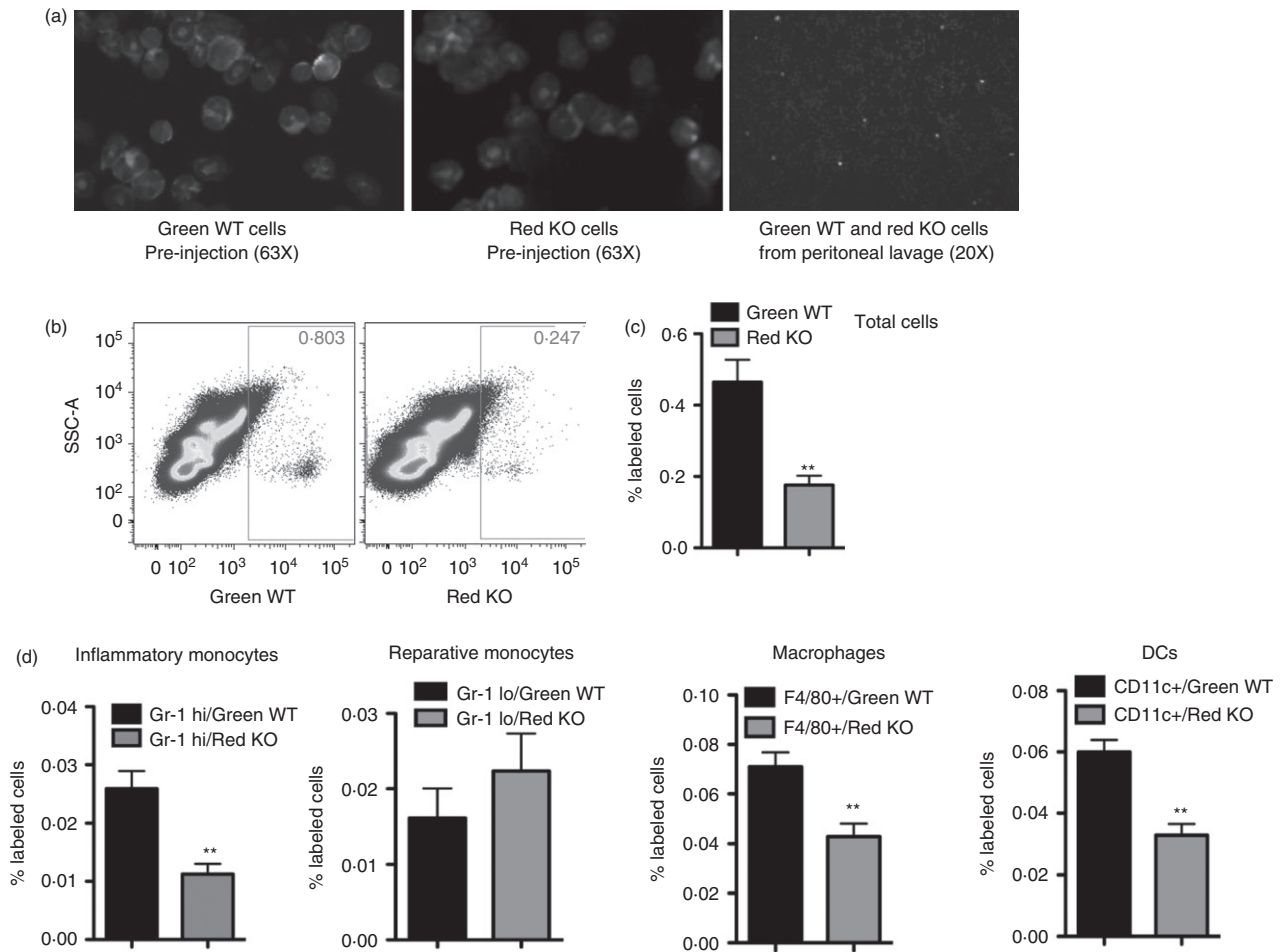 (a)
Green WT cells
Pre-injection (63X)
Red KO cells
Pre-injection (63X)
Green WT and red KO cells
from peritoneal lavage (20X)
(b)
SSC-A
10⁵
10⁴
10³
10²
0
0·803
0 10² 10³ 10⁴ 10⁵
Green WT
0·247
0 10² 10³ 10⁴ 10⁵
Red KO
(c)
Green WT
Red KO
Total cells
% labeled cells
0·6
0·4
0·2
0·0
**
(d)
Inflammatory monocytes
Gr-1 hi/Green WT
Gr-1 hi/Red KO
% labeled cells
0·04
0·03
0·02
0·01
0·00
**
Reparative monocytes
Gr-1 lo/Green WT
Gr-1 lo/Red KO
% labeled cells
0·03
0·02
0·01
0·00
Macrophages
F4/80+/Green WT
F4/80+/Red KO
% labeled cells
0·10
0·08
0·06
0·04
0·02
0·00
**
DCs
CD11c+/Green WT
CD11c+/Red KO
% labeled cells
0·08
0·06
0·04
0·02
0·00
**